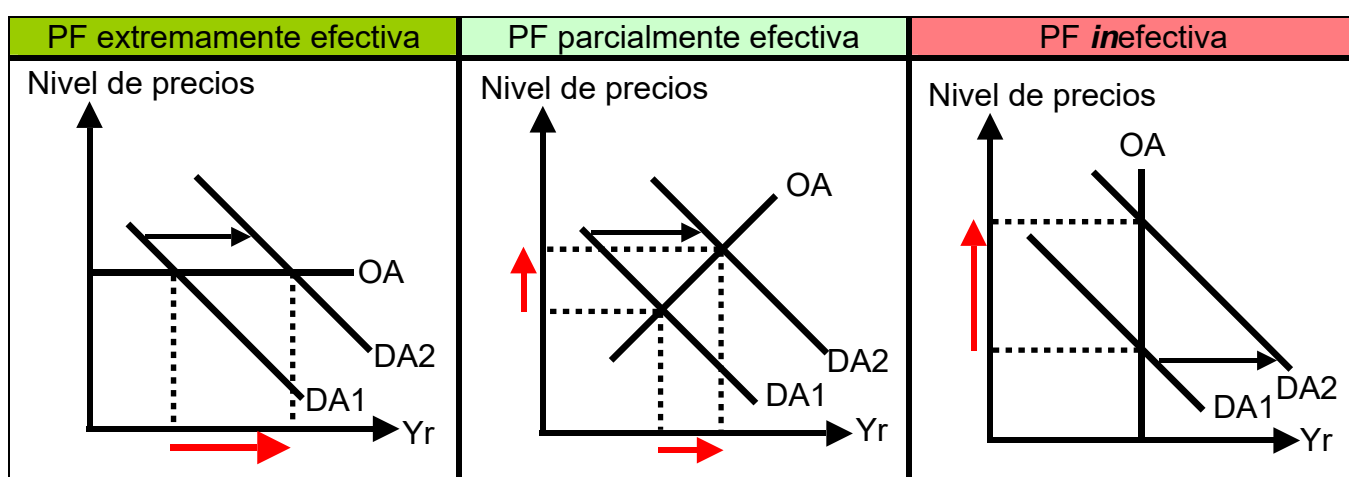 PF extremamente efectiva
PF parcialmente efectiva
PF inefectiva
Nivel de precios
OA
DA2
DA1
Yr
Nivel de precios
OA
DA2
DA1
Yr
Nivel de precios
OA
DA2
DA1
Yr